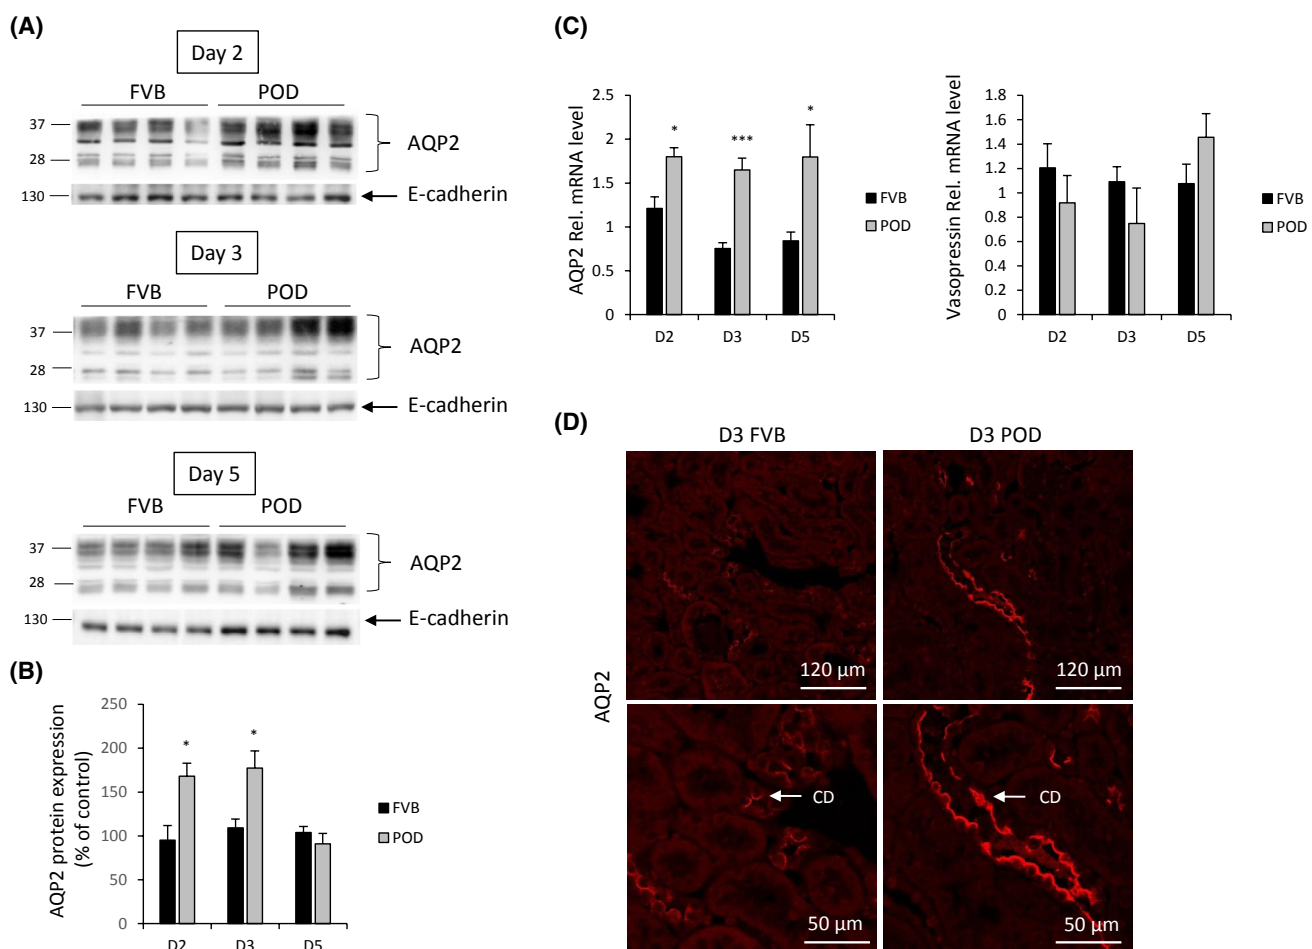 (A)
Day 2
FVB POD
37
28
AQP2
130
E-cadherin
Day 3
FVB POD
37
28
AQP2
130
E-cadherin
Day 5
FVB POD
37
28
AQP2
130
E-cadherin
(B)
AQP2 protein expression
(% of control)
250
200
150
100
50
0
* *
D2 D3 D5
FVB
POD
(C)
AQP2 Rel. mRNA level
2.5
2
1.5
1
0.5
0
* *** *
D2 D3 D5
FVB
POD
Vasopressin Rel. mRNA level
1.8
1.6
1.4
1.2
1
0.8
0.6
0.4
0.2
0
D2 D3 D5
FVB
POD
(D)
D3 FVB D3 POD
AQP2
120 µm 120 µm
CD CD
50 µm 50 µm